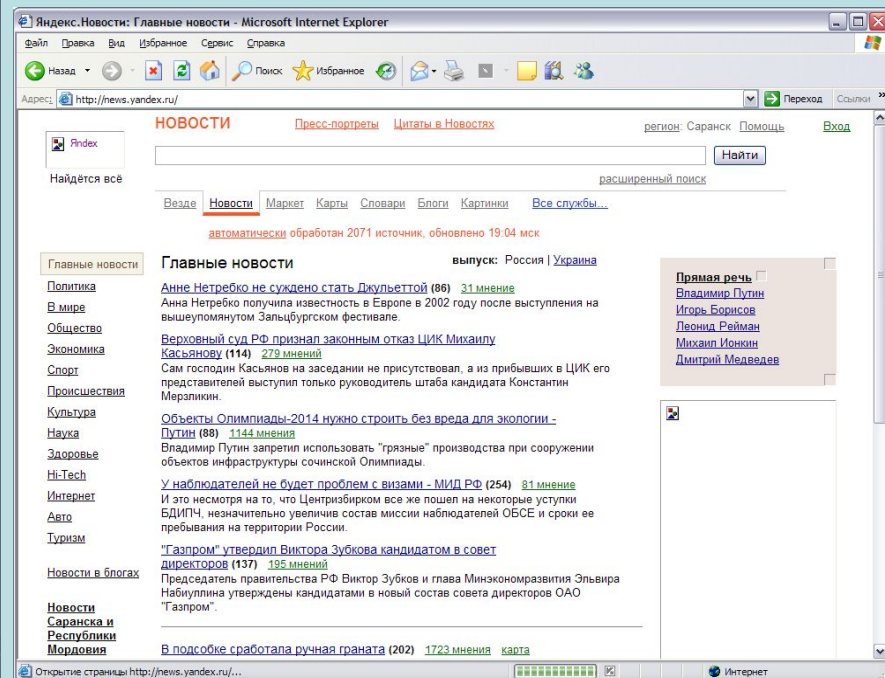 Яндекс.Новости: Главные новости - Microsoft Internet Explorer
Файл Правка Вид Избранное Сервис Справка
Назад Поиск Избранное
Адрес: http://news.yandex.ru/ Переход Ссылки »
НОВОСТИ Пресс-портреты Цитаты в Новостях регион: Саранск Помощь Вход
Яndex
Найти
Найдётся всё расширенный поиск
Везде Новости Маркет Карты Словари Блоги Картинки Все службы...
автоматически обработан 2071 источник, обновлено 19:04 мск
Главные новости
Политика
В мире
Общество
Экономика
Спорт
Происшествия
Культура
Наука
Здоровье
Hi-Tech
Интернет
Авто
Туризм
Новости в блогах
Новости
Саранска и
Республики
Мордовия
Главные новости выпуск: Россия | Украина
Анне Нетребко не суждено стать Джульеттой (86) 31 мнение
Анна Нетребко получила известность в Европе в 2002 году после выступления на
вышеупомянутом Зальцбургском фестивале.
Верховный суд РФ признал законным отказ ЦИК Михаилу
Касьянову (114) 279 мнений
Сам господин Касьянов на заседании не присутствовал, а из прибывших в ЦИК его
представителей выступил только руководитель штаба кандидата Константин
Мерзликин.
Объекты Олимпиады-2014 нужно строить без вреда для экологии -
Путин (88) 1144 мнения
Владимир Путин запретил использовать "грязные" производства при сооружении
объектов инфраструктуры сочинской Олимпиады.
У наблюдателей не будет проблем с визами - МИД РФ (254) 81 мнение
И это несмотря на то, что Центризбирком все же пошел на некоторые уступки
БДИПЧ, незначительно увеличив состав миссии наблюдателей ОБСЕ и сроки ее
пребывания на территории России.
"Газпром" утвердил Виктора Зубкова кандидатом в совет
директоров (137) 195 мнений
Председатель правительства РФ Виктор Зубков и глава Минэкономразвития Эльвира
Набиуллина утверждены кандидатами в новый состав совета директоров ОАО
"Газпром".
В подсобке сработала ручная граната (202) 1723 мнения карта
Прямая речь
Владимир Путин
Игорь Борисов
Леонид Рейман
Михаил Ионкин
Дмитрий Медведев
Открытие страницы http://news.yandex.ru/... Интернет